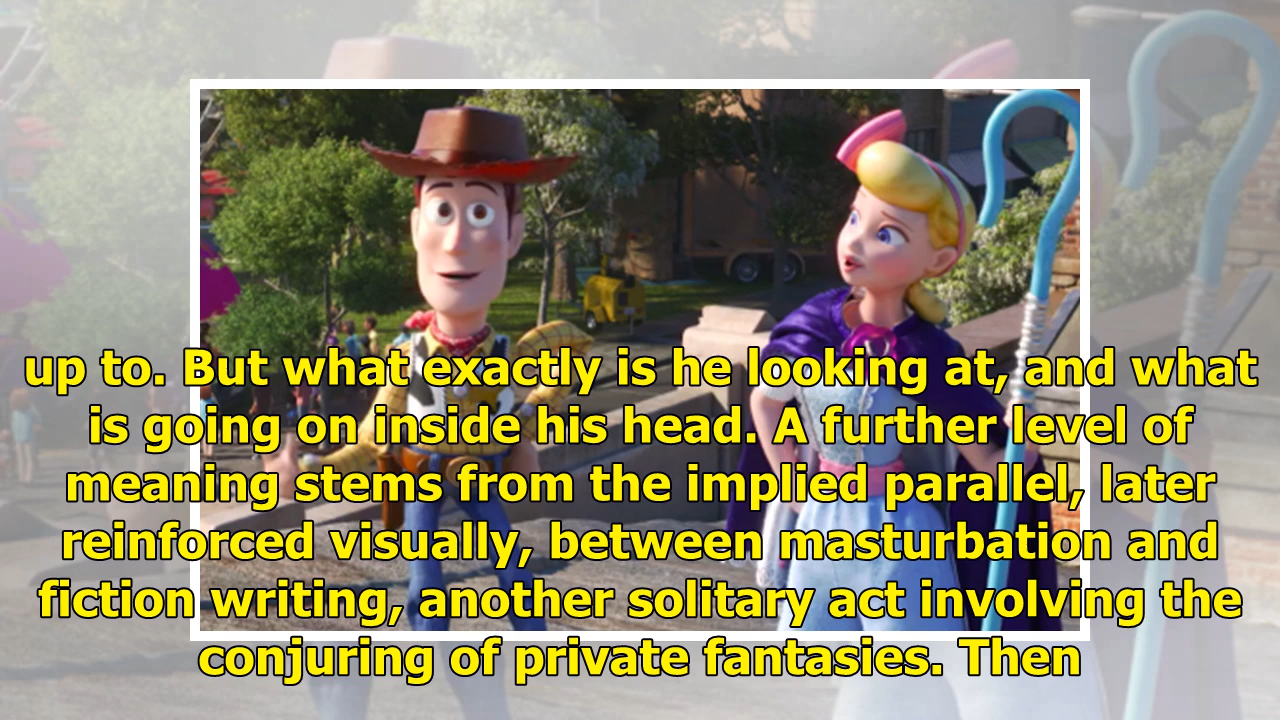 up to. But what exactly is he looking at, and what
is going on inside his head. A further level of
meaning stems from the implied parallel, later
reinforced visually, between masturbation and
fiction writing, another solitary act involving the
conjuring of private fantasies. Then